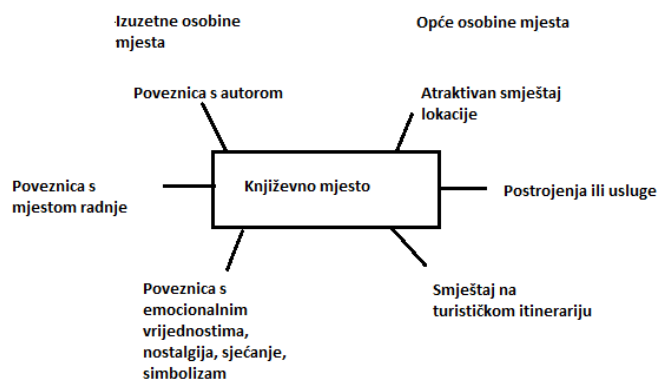 Izuzetne osobine
mjesta
Opće osobine mjesta
Poveznica s autorom
Atraktivan smještaj
lokacije
Poveznica s
mjestom radnje
Književno mjesto
Postrojenja ili usluge
Poveznica s
emocionalnim
vrijednostima,
nostalgija, sjećanje,
simbolizam
Smještaj na
turističkom itinerariju